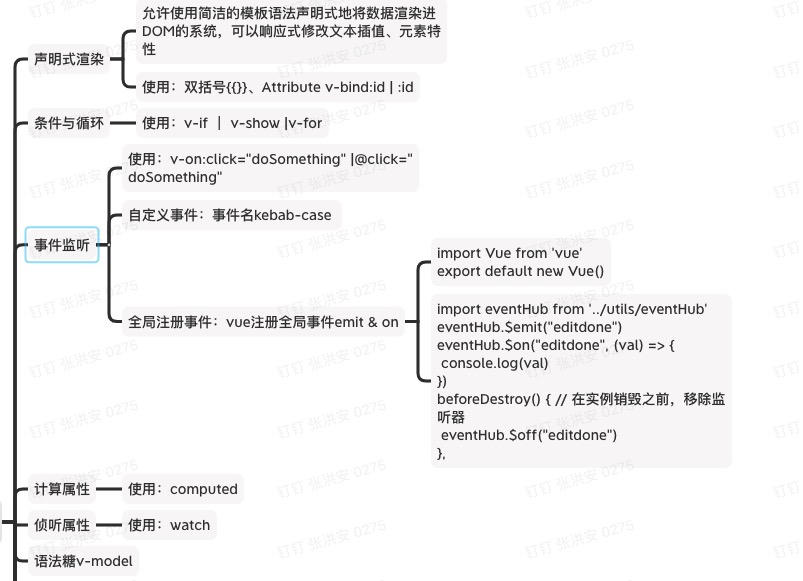 允许使用简洁的模板语法声明式地将数据渲染进
DOM的系统，可以响应式修改文本插值、元素特
性
声明式渲染
使用：双括号{{}}、Attribute v-bind:id | :id
条件与循环
使用：v-if ｜ v-show |v-for
使用：v-on:click="doSomething" |@click="
doSomething"
自定义事件：事件名kebab-case
事件监听
全局注册事件：vue注册全局事件emit & on
import Vue from 'vue'
export default new Vue()
import eventHub from '../utils/eventHub'
eventHub.$emit("editdone")
eventHub.$on("editdone", (val) => {
console.log(val)
})
beforeDestroy() { // 在实例销毁之前，移除监
听器
eventHub.$off("editdone")
},
计算属性
使用：computed
侦听属性
使用：watch
语法糖v-model
钉钉 张洪安 0275